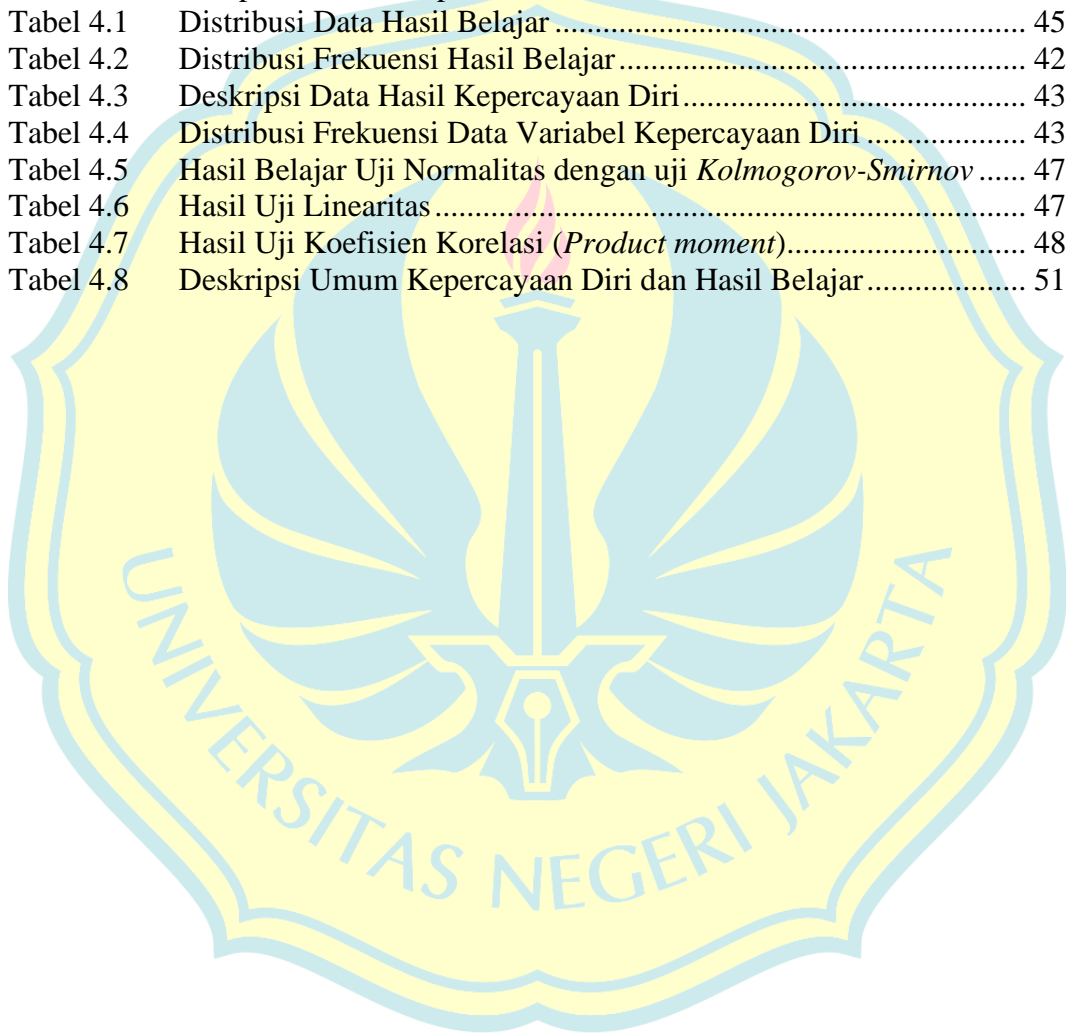 Tabel 4.1 Distribusi Data Hasil Belajar ........................................................... 45
Tabel 4.2 Distribusi Frekuensi Hasil Belajar ................................................... 42
Tabel 4.3 Deskripsi Data Hasil Kepercayaan Diri ........................................... 43
Tabel 4.4 Distribusi Frekuensi Data Variabel Kepercayaan Diri .................... 43
Tabel 4.5 Hasil Belajar Uji Normalitas dengan uji Kolmogorov-Smirnov ...... 47
Tabel 4.6 Hasil Uji Linearitas .......................................................................... 47
Tabel 4.7 Hasil Uji Koefisien Korelasi (Product moment).............................. 48
Tabel 4.8 Deskripsi Umum Kepercayaan Diri dan Hasil Belajar .................... 51
UNIVERSITAS NEGERI JAKARTA